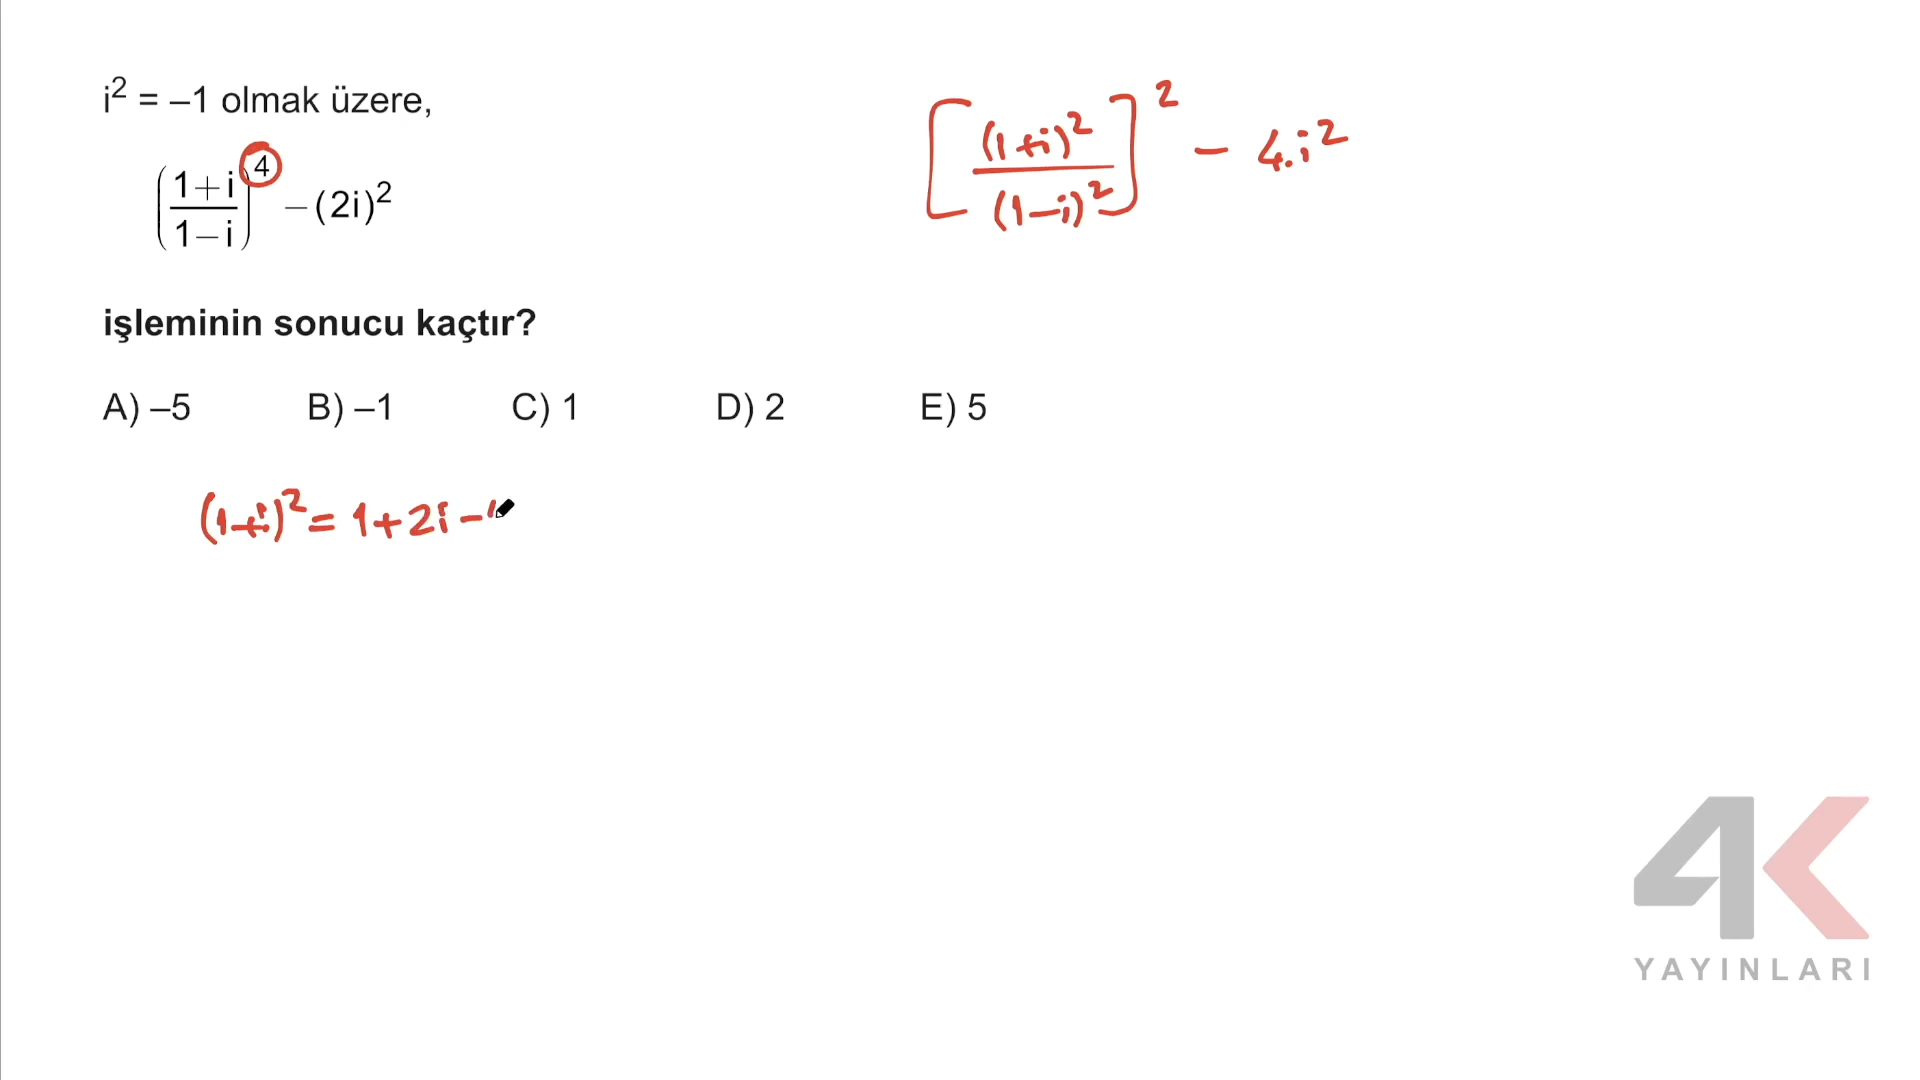 i² = –1 olmak üzere,
((1+i)/(1–i))⁴ – (2i)²
işleminin sonucu kaçtır?
A) –5 B) –1 C) 1 D) 2 E) 5
[(1+i)²/(1–i)²]² – 4.i²
(1+i)² = 1+2i –
4K
YAYINLARI